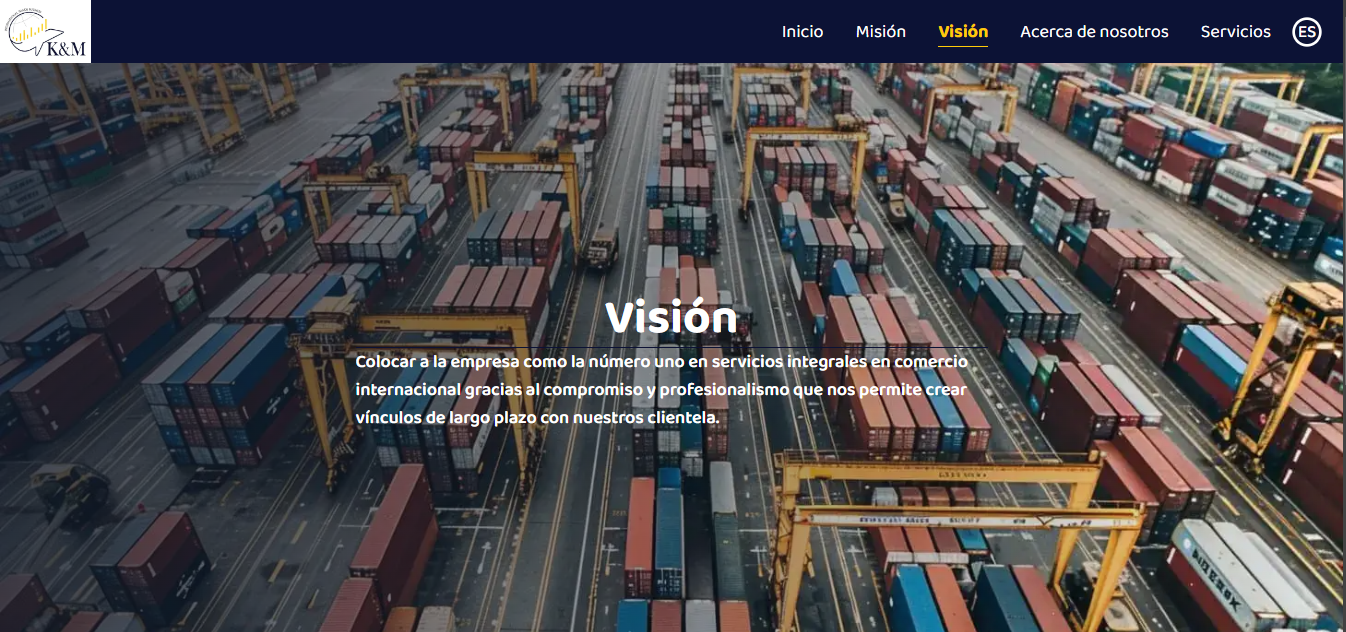 K&M
Inicio Misión Visión Acerca de nosotros Servicios ES
Visión
Colocar a la empresa como la número uno en servicios integrales en comercio
internacional gracias al compromiso y profesionalismo que nos permite crear
vínculos de largo plazo con nuestros clientela.